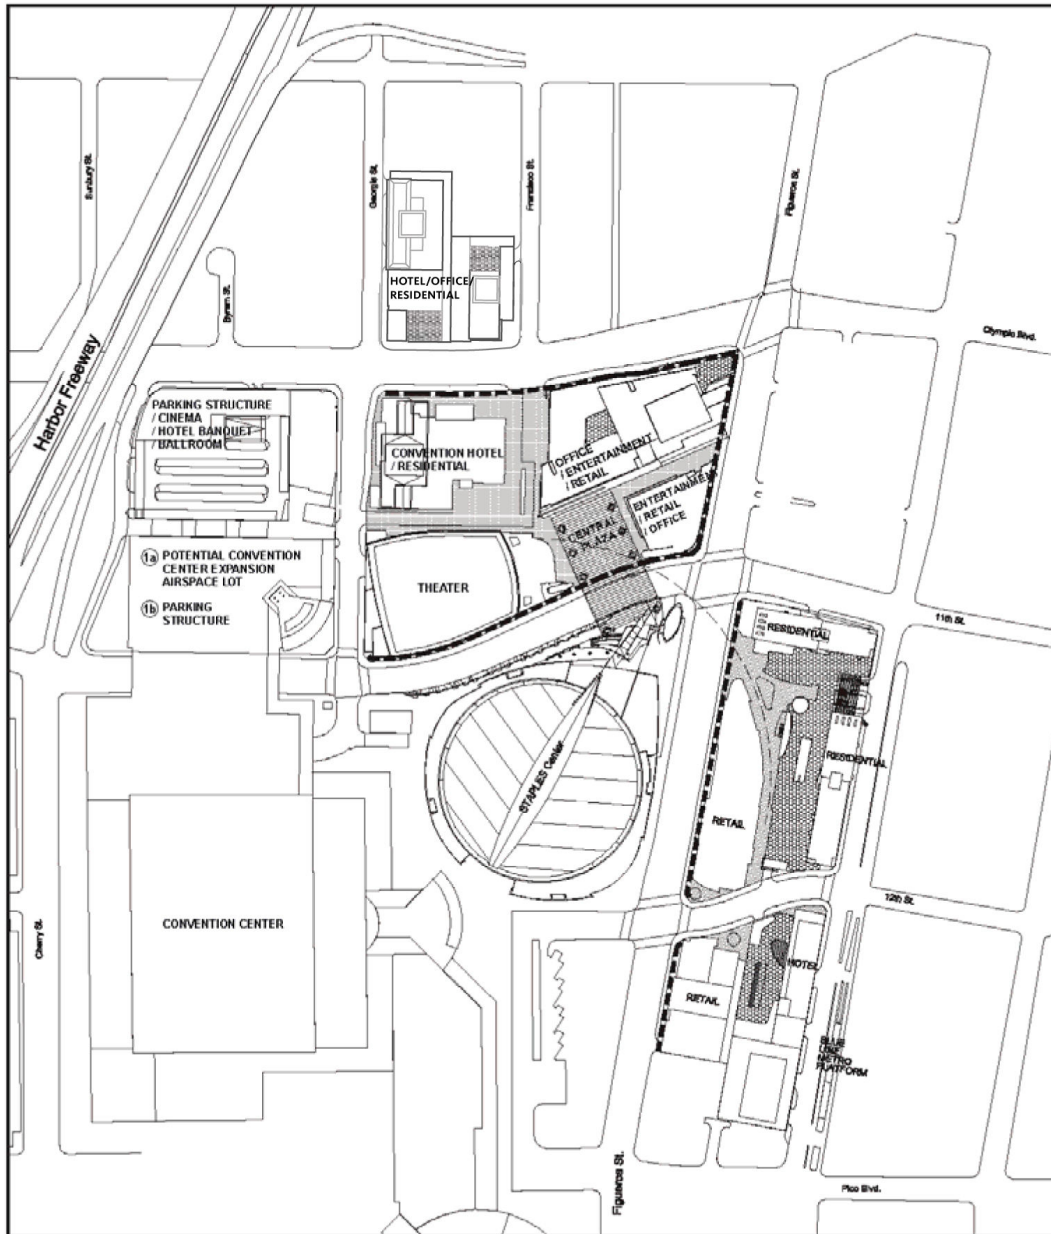 Bunbury St.
Georgia St.
Francisco St.
Figueroa St.
HOTEL/OFFICE/
RESIDENTIAL
Byram St.
Olympic Blvd.
Harbor Freeway
PARKING STRUCTURE
/ CINEMA
/ HOTEL BANQUET
/ BALLROOM
CONVENTION HOTEL
/ RESIDENTIAL
OFFICE
/ ENTERTAINMENT
/ RETAIL
ENTERTAINMENT
/ RETAIL
/ OFFICE
CENTRAL
PLAZA
1a POTENTIAL CONVENTION
CENTER EXPANSION
AIRSPACE LOT
1b PARKING
STRUCTURE
THEATER
11th St.
RESIDENTIAL
RESIDENTIAL
STAPLES Center
RETAIL
12th St.
CONVENTION CENTER
Cherry St.
HOTEL
RETAIL
BLUE
LINE
METRO
PLATFORM
Figueroa St.
Pico Blvd.